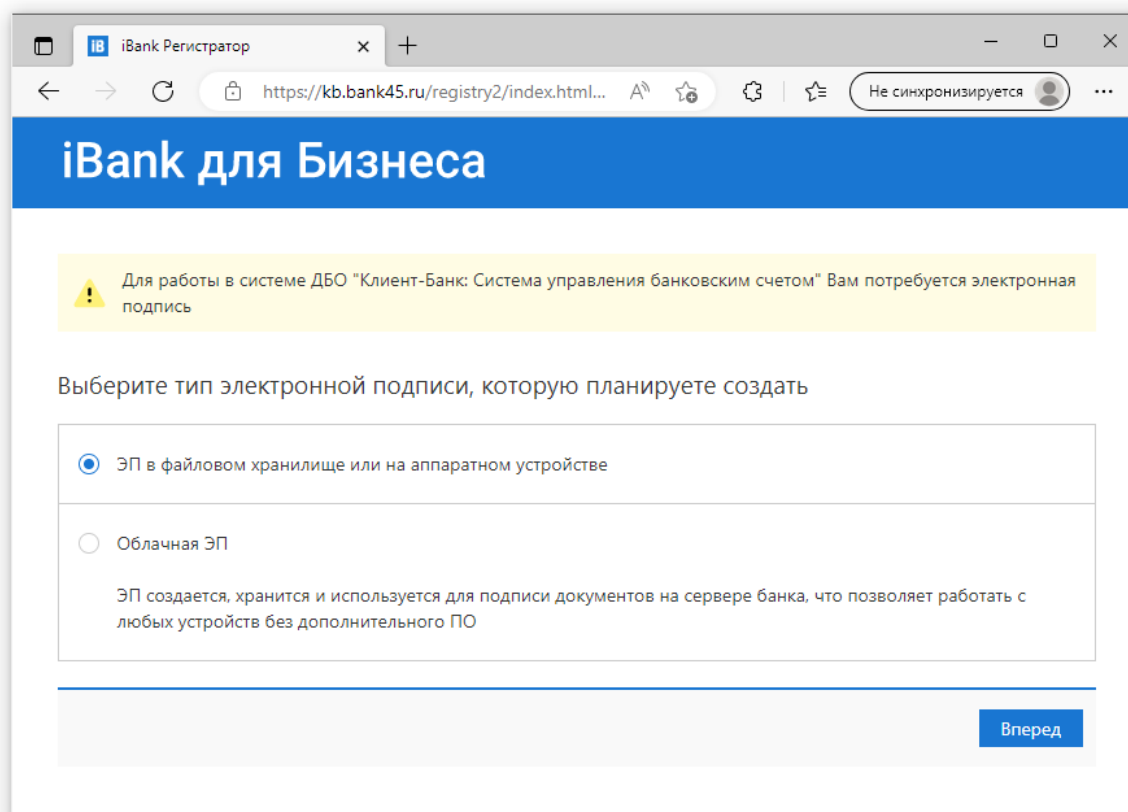 iB iBank Регистратор
https://kb.bank45.ru/registry2/index.html... Не синхронизируется
iBank для Бизнеса
Для работы в системе ДБО "Клиент-Банк: Система управления банковским счетом" Вам потребуется электронная
подпись
Выберите тип электронной подписи, которую планируете создать
ЭП в файловом хранилище или на аппаратном устройстве
Облачная ЭП
ЭП создается, хранится и используется для подписи документов на сервере банка, что позволяет работать с
любых устройств без дополнительного ПО
Вперед